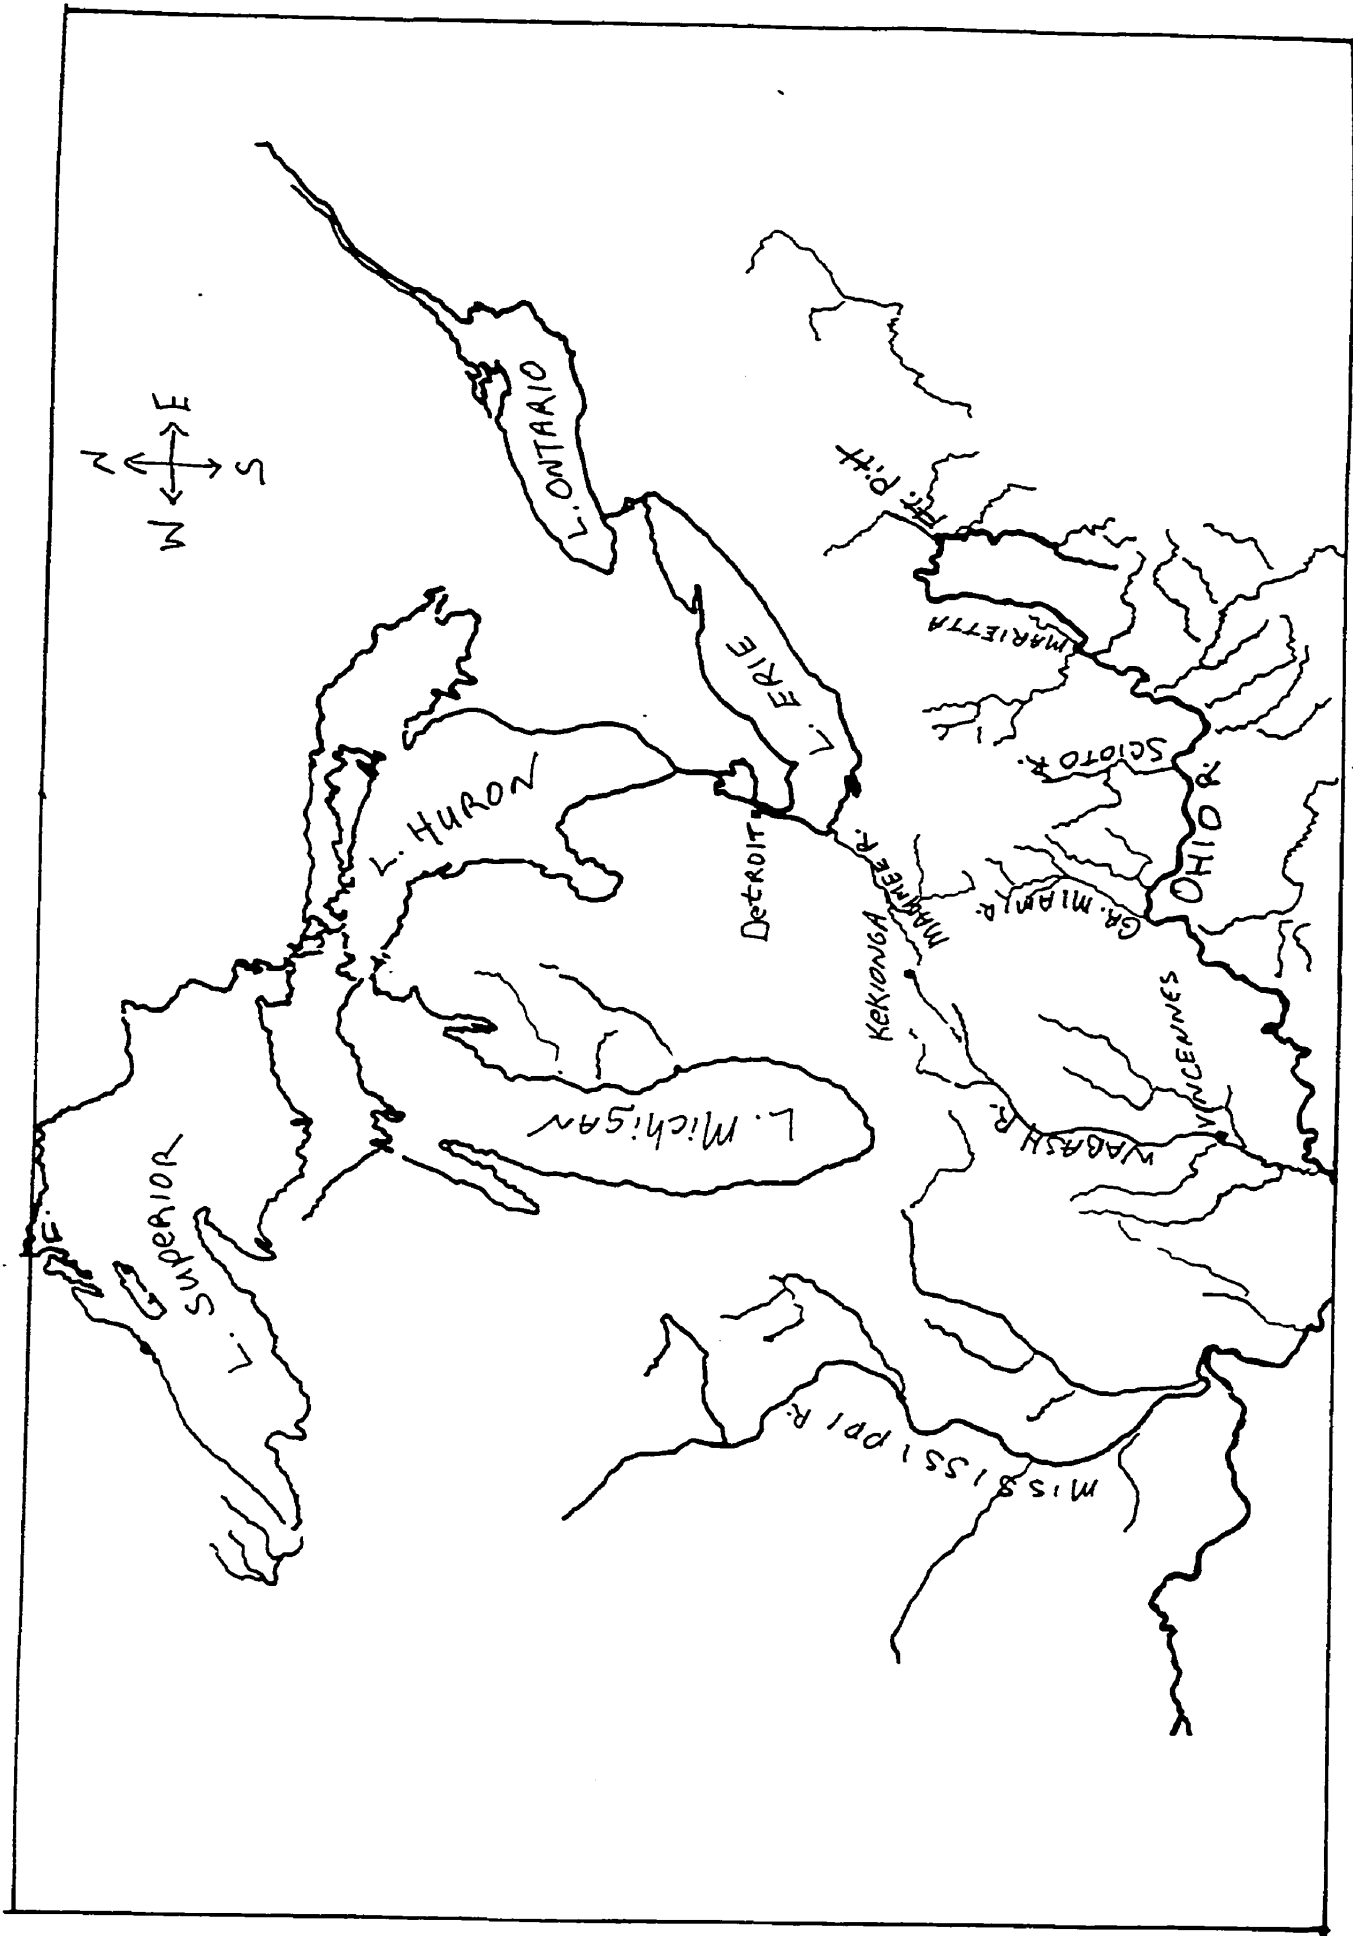 N
W E
S
L. SUPERIOR
L. HURON
L. ONTARIO
L. Michigan
L. ERIE
Detroit
Ft. Pitt
MAUMEE R.
KeKIONGA
MARIETTA
SCIOTO R.
GR. MIAMI R.
OHIO R.
VINCENNES
WABASH R.
MISSISSIPPI R.